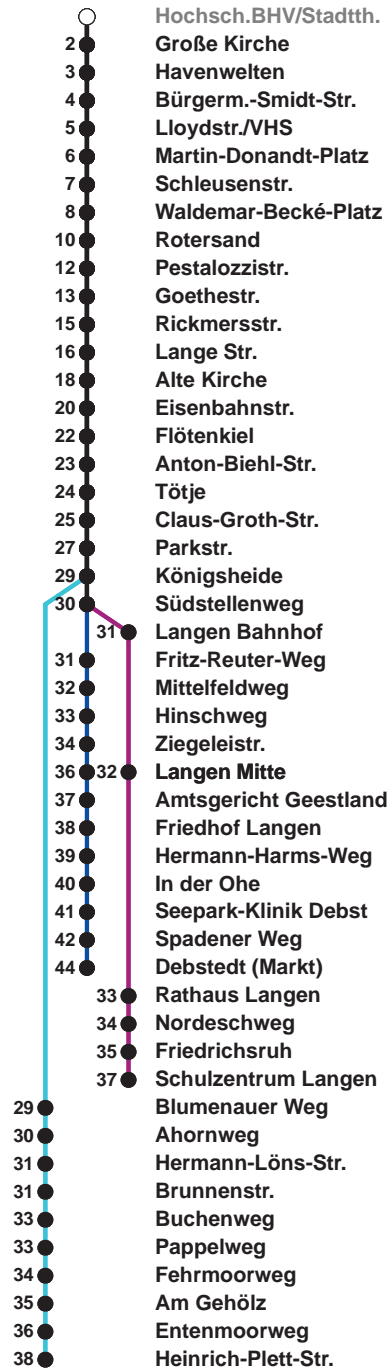 Hochsch.BHV/Stadtth.
2 Große Kirche
3 Havenwelten
4 Bürgerm.-Smidt-Str.
5 Lloydstr./VHS
6 Martin-Donandt-Platz
7 Schleusenstr.
8 Waldemar-Becké-Platz
10 Rotersand
12 Pestalozzistr.
13 Goethestr.
15 Rickmersstr.
16 Lange Str.
18 Alte Kirche
20 Eisenbahnstr.
22 Flötenkiel
23 Anton-Biehl-Str.
24 Tötje
25 Claus-Groth-Str.
27 Parkstr.
29 Königsheide
30 Südstellenweg
31 Langen Bahnhof
31 Fritz-Reuter-Weg
32 Mittelfeldweg
33 Hinschweg
34 Ziegeleistr.
36 32 Langen Mitte
37 Amtsgericht Geestland
38 Friedhof Langen
39 Hermann-Harms-Weg
40 In der Ohe
41 Seepark-Klinik Debst
42 Spadener Weg
44 Debstedt (Markt)
33 Rathaus Langen
34 Nordeschweg
35 Friedrichsruh
37 Schulzentrum Langen
29 Blumenauer Weg
30 Ahornweg
31 Hermann-Löns-Str.
31 Brunnenstr.
33 Buchenweg
33 Pappelweg
34 Fehrmoorweg
35 Am Gehölz
36 Entenmoorweg
38 Heinrich-Plett-Str.